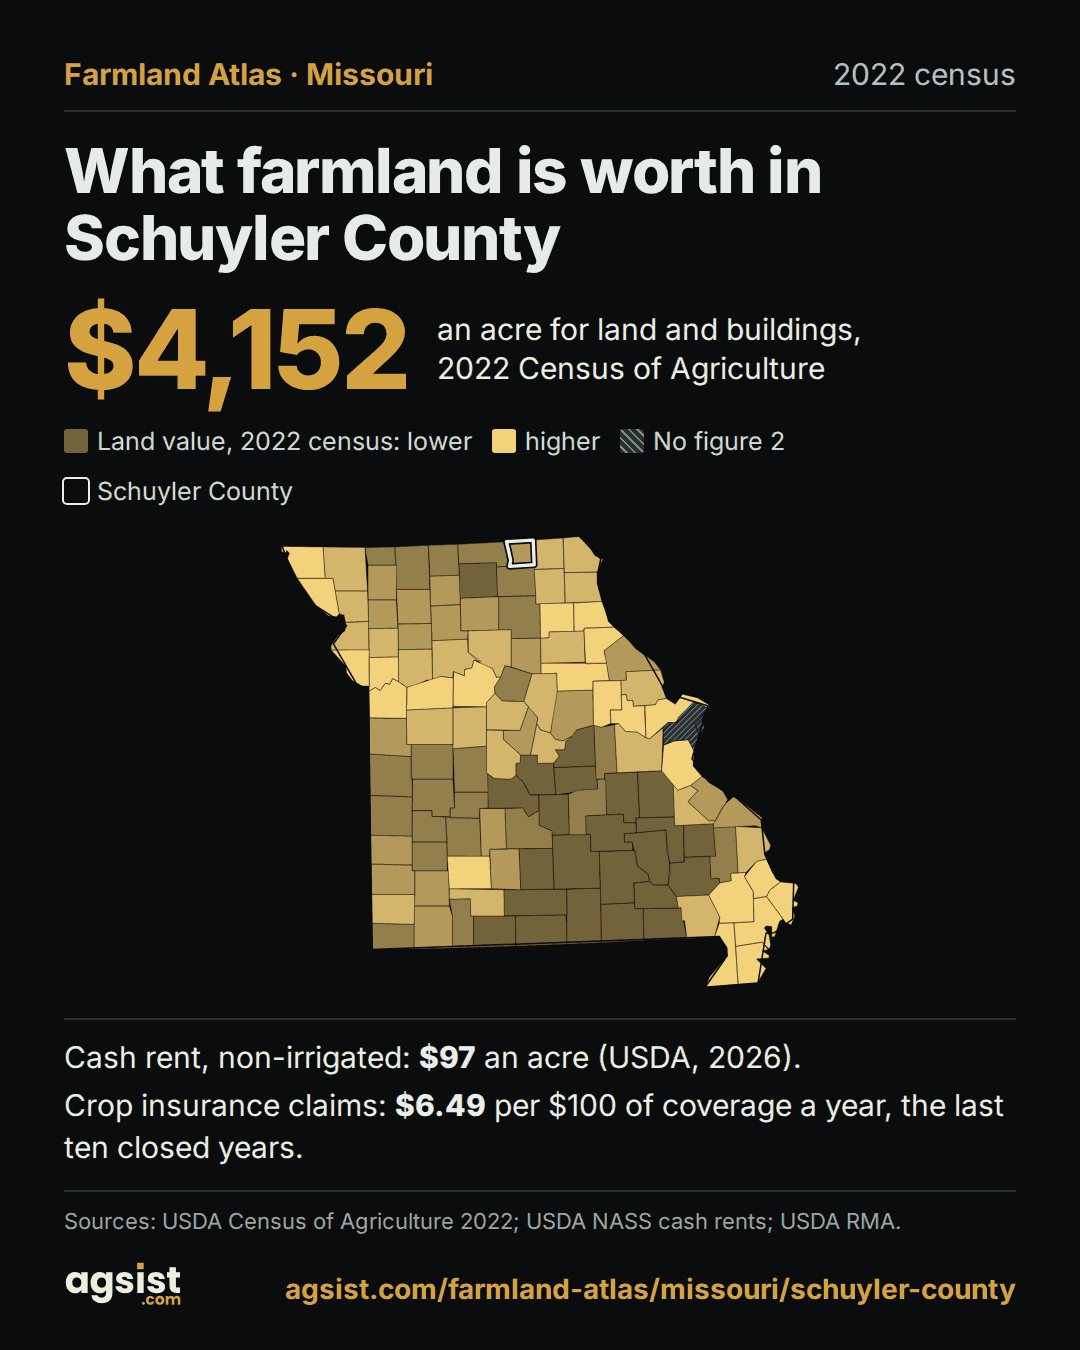 Farmland Atlas · Missouri
2022 census
What farmland is worth in
Schuyler County
$4,152
an acre for land and buildings,
2022 Census of Agriculture
Land value, 2022 census: lower
higher
No figure 2
Schuyler County
Cash rent, non-irrigated: $97 an acre (USDA, 2026).
Crop insurance claims: $6.49 per $100 of coverage a year, the last
ten closed years.
Sources: USDA Census of Agriculture 2022; USDA NASS cash rents; USDA RMA.
agsist
.com
agsist.com/farmland-atlas/missouri/schuyler-county